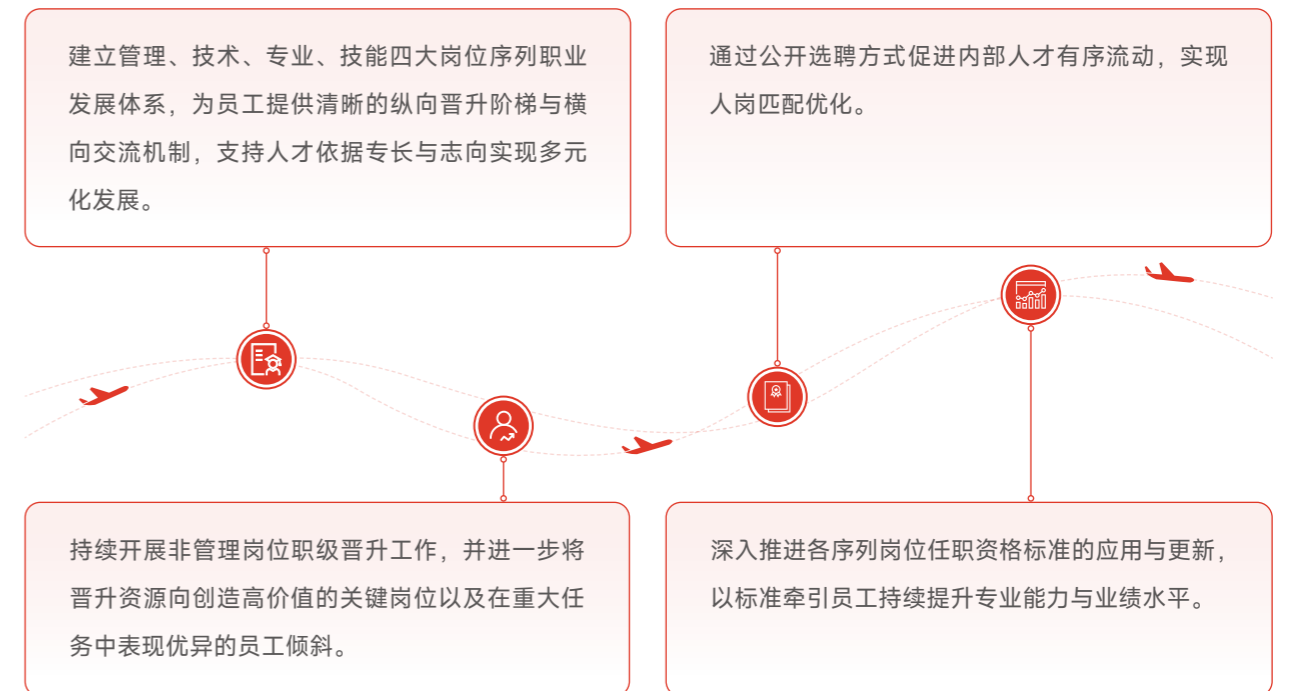 建立管理、技术、专业、技能四大岗位序列职业
发展体系，为员工提供清晰的纵向晋升阶梯与横
向交流机制，支持人才依据专长与志向实现多元
化发展。
通过公开选聘方式促进内部人才有序流动，实现
人岗匹配优化。
持续开展非管理岗位职级晋升工作，并进一步将
晋升资源向创造高价值的关键岗位以及在重大任
务中表现优异的员工倾斜。
深入推进各序列岗位任职资格标准的应用与更新，
以标准牵引员工持续提升专业能力与业绩水平。